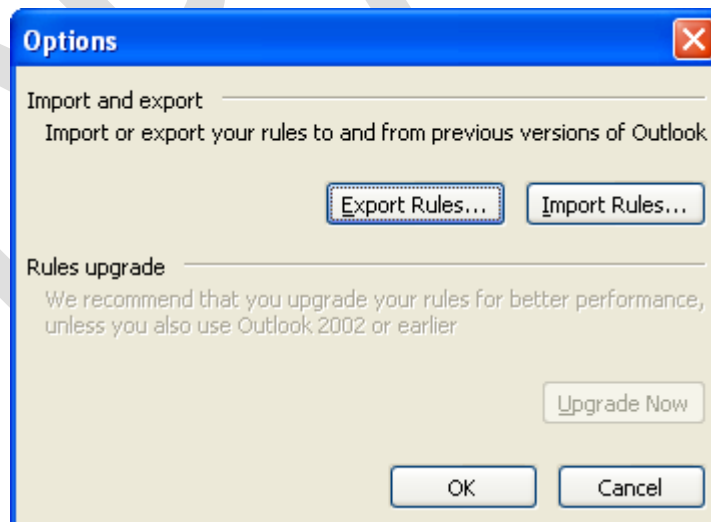 Options
Import and export
Import or export your rules to and from previous versions of Outlook
Export Rules... Import Rules...
Rules upgrade
We recommend that you upgrade your rules for better performance,
unless you also use Outlook 2002 or earlier
Upgrade Now
OK Cancel